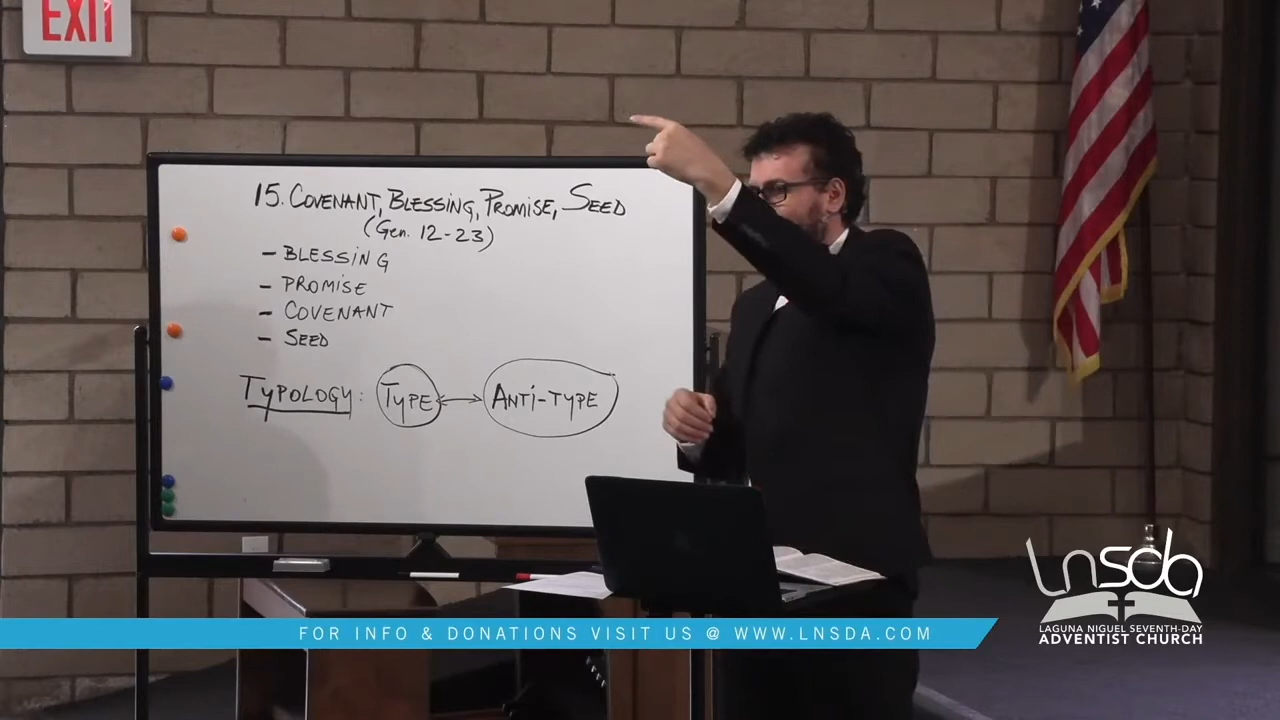 EXIT
15. COVENANT, BLESSING, PROMISE, SEED
(Gen. 12-23)
- BLESSING
- PROMISE
- COVENANT
- SEED
TYPOLOGY: TYPE ANTI-TYPE
lnsda
LAGUNA NIGUEL SEVENTH-DAY
ADVENTIST CHURCH
FOR INFO & DONATIONS VISIT US @ WWW.LNSDA.COM